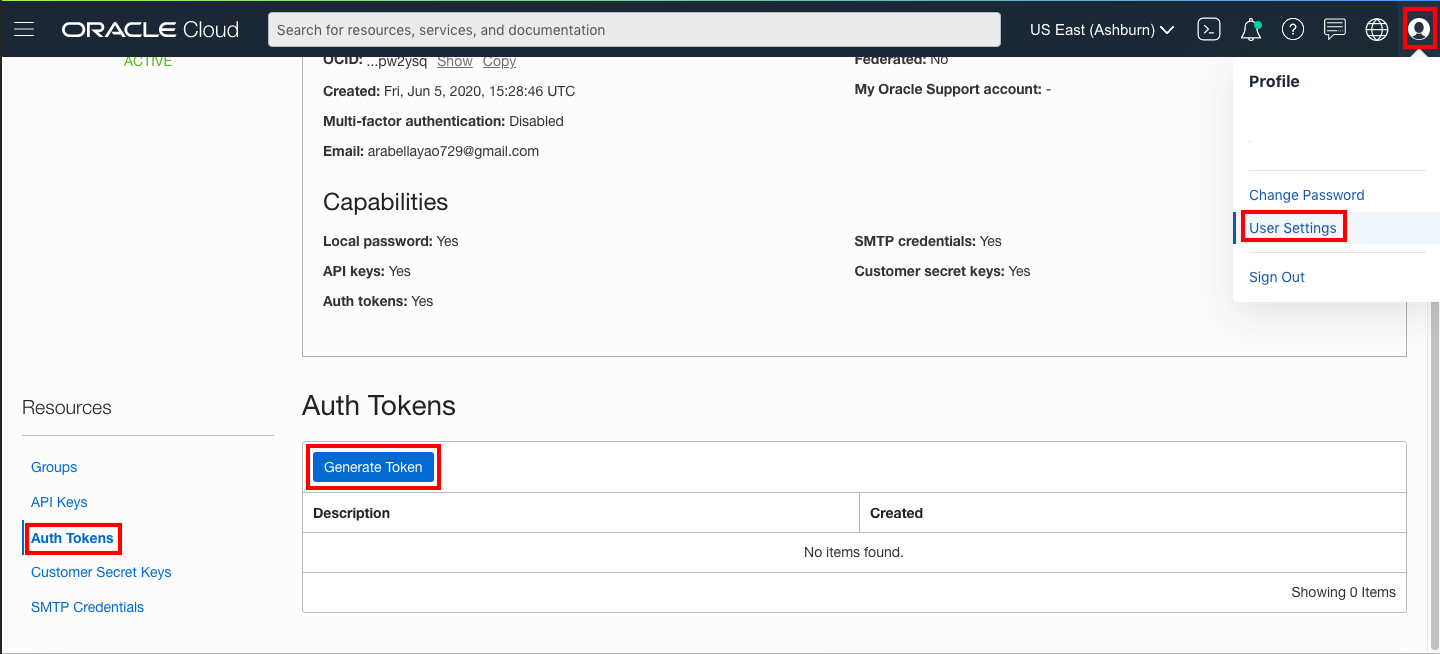 ORACLE Cloud
Search for resources, services, and documentation
US East (Ashburn)
ACTIVE
OCID: ...pw2ysq Show Copy
Federated: No
Created: Fri, Jun 5, 2020, 15:28:46 UTC
My Oracle Support account: -
Multi-factor authentication: Disabled
Email: arabellayao729@gmail.com
Profile
Change Password
User Settings
Sign Out
Capabilities
Local password: Yes
SMTP credentials: Yes
API keys: Yes
Customer secret keys: Yes
Auth tokens: Yes
Resources
Groups
API Keys
Auth Tokens
Customer Secret Keys
SMTP Credentials
Auth Tokens
Generate Token
Description Created
No items found.
Showing 0 Items